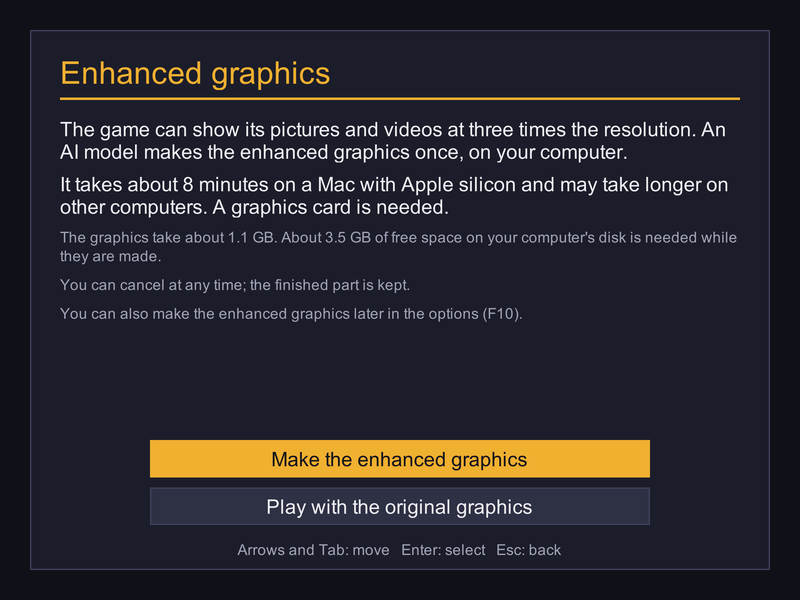 Enhanced graphics
The game can show its pictures and videos at three times the resolution. An
AI model makes the enhanced graphics once, on your computer.
It takes about 8 minutes on a Mac with Apple silicon and may take longer on
other computers. A graphics card is needed.
The graphics take about 1.1 GB. About 3.5 GB of free space on your computer's disk is needed while
they are made.
You can cancel at any time; the finished part is kept.
You can also make the enhanced graphics later in the options (F10).
Make the enhanced graphics
Play with the original graphics
Arrows and Tab: move   Enter: select   Esc: back